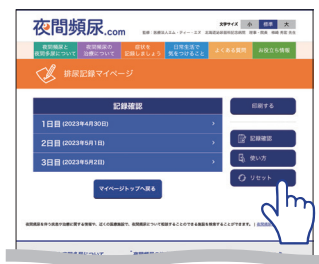 夜間頻尿.com
文字サイズ 小 標準 大
夜間頻尿と
夜間多尿について
夜間頻尿の
治療について
症状を
記録しましょう
日常生活で
気をつけること
よくある質問
お役立ち情報
排尿記録マイページ
記録確認
印刷する
1日目 (2023年4月30日)
2日目 (2023年5月1日)
3日目 (2023年5月2日)
記録確認
使い方
リセット
マイページトップへ戻る